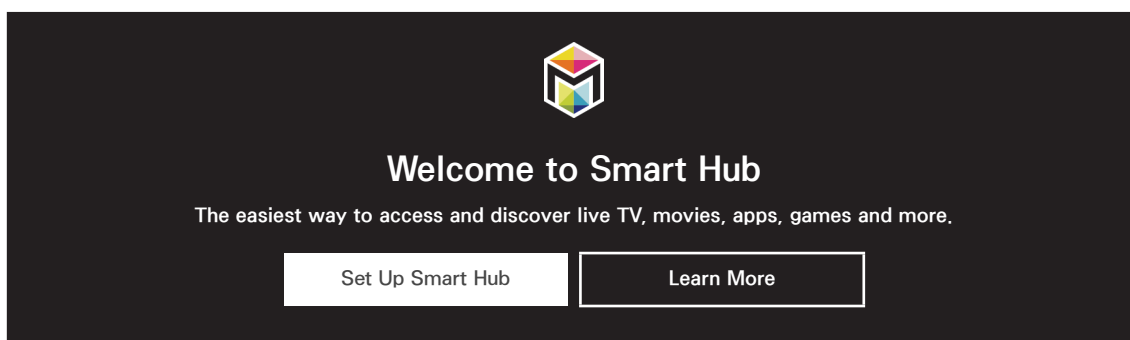 Welcome to Smart Hub
The easiest way to access and discover live TV, movies, apps, games and more.
Set Up Smart Hub
Learn More